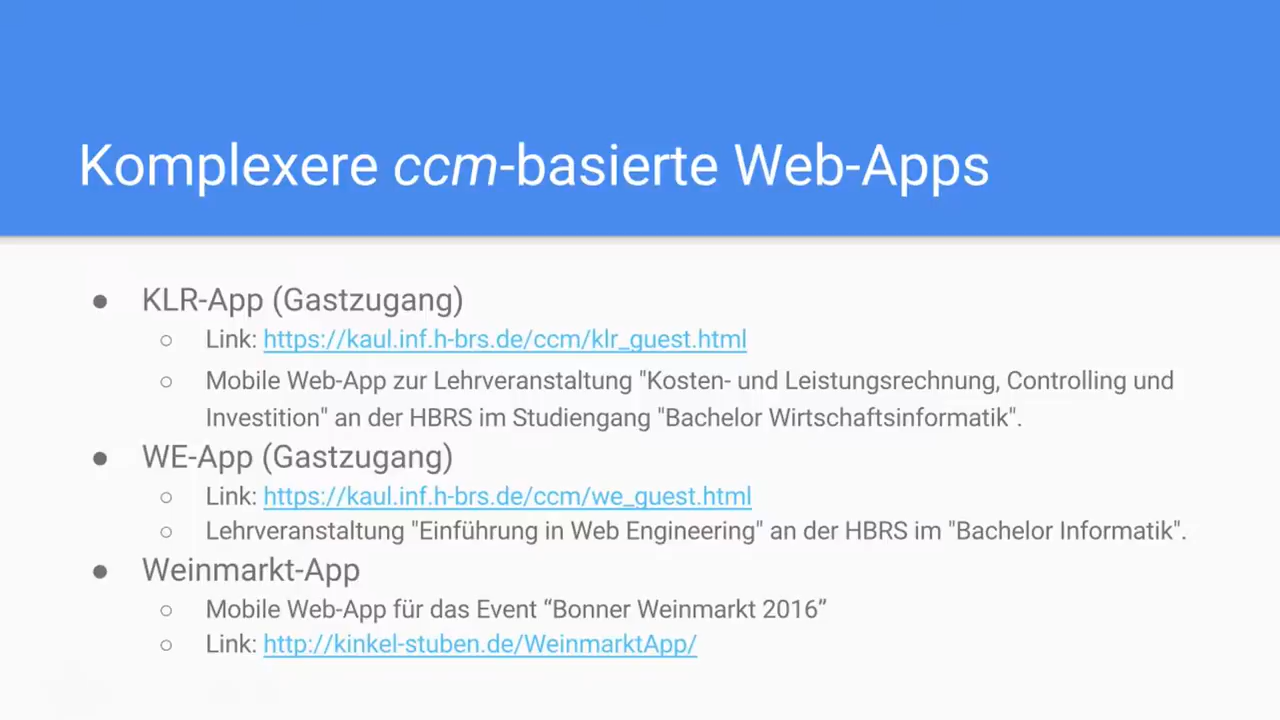 Komplexere ccm-basierte Web-Apps
● KLR-App (Gastzugang)
○ Link: https://kaul.inf.h-brs.de/ccm/klr_guest.html
○ Mobile Web-App zur Lehrveranstaltung "Kosten- und Leistungsrechnung, Controlling und
Investition" an der HBRS im Studiengang "Bachelor Wirtschaftsinformatik".
● WE-App (Gastzugang)
○ Link: https://kaul.inf.h-brs.de/ccm/we_guest.html
○ Lehrveranstaltung "Einführung in Web Engineering" an der HBRS im "Bachelor Informatik".
● Weinmarkt-App
○ Mobile Web-App für das Event “Bonner Weinmarkt 2016”
○ Link: http://kinkel-stuben.de/WeinmarktApp/